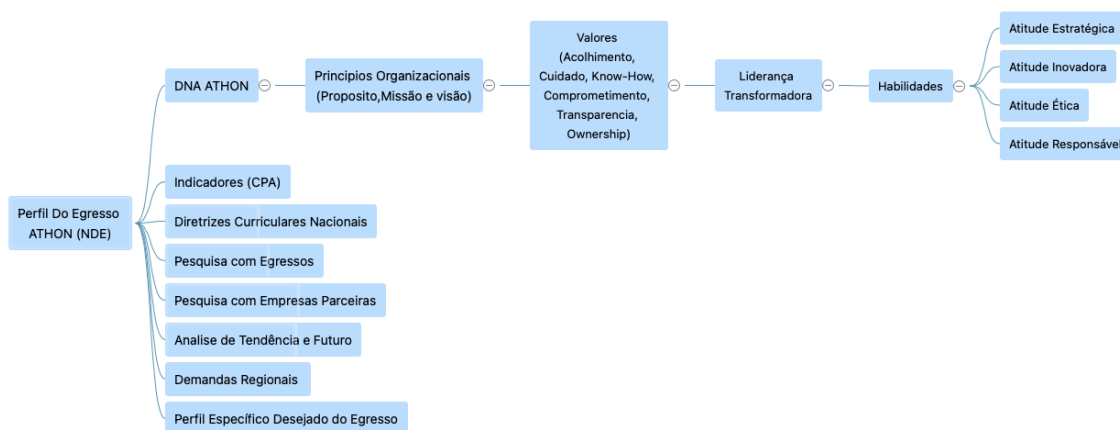 Perfil Do Egresso
ATHON (NDE)
DNA ATHON
Principios Organizacionais
(Proposito,Missão e visão)
Valores
(Acolhimento,
Cuidado, Know-How,
Comprometimento,
Transparencia,
Ownership)
Liderança
Transformadora
Habilidades
Atitude Estratégica
Atitude Inovadora
Atitude Ética
Atitude Responsável
Indicadores (CPA)
Diretrizes Curriculares Nacionais
Pesquisa com Egressos
Pesquisa com Empresas Parceiras
Analise de Tendência e Futuro
Demandas Regionais
Perfil Específico Desejado do Egresso